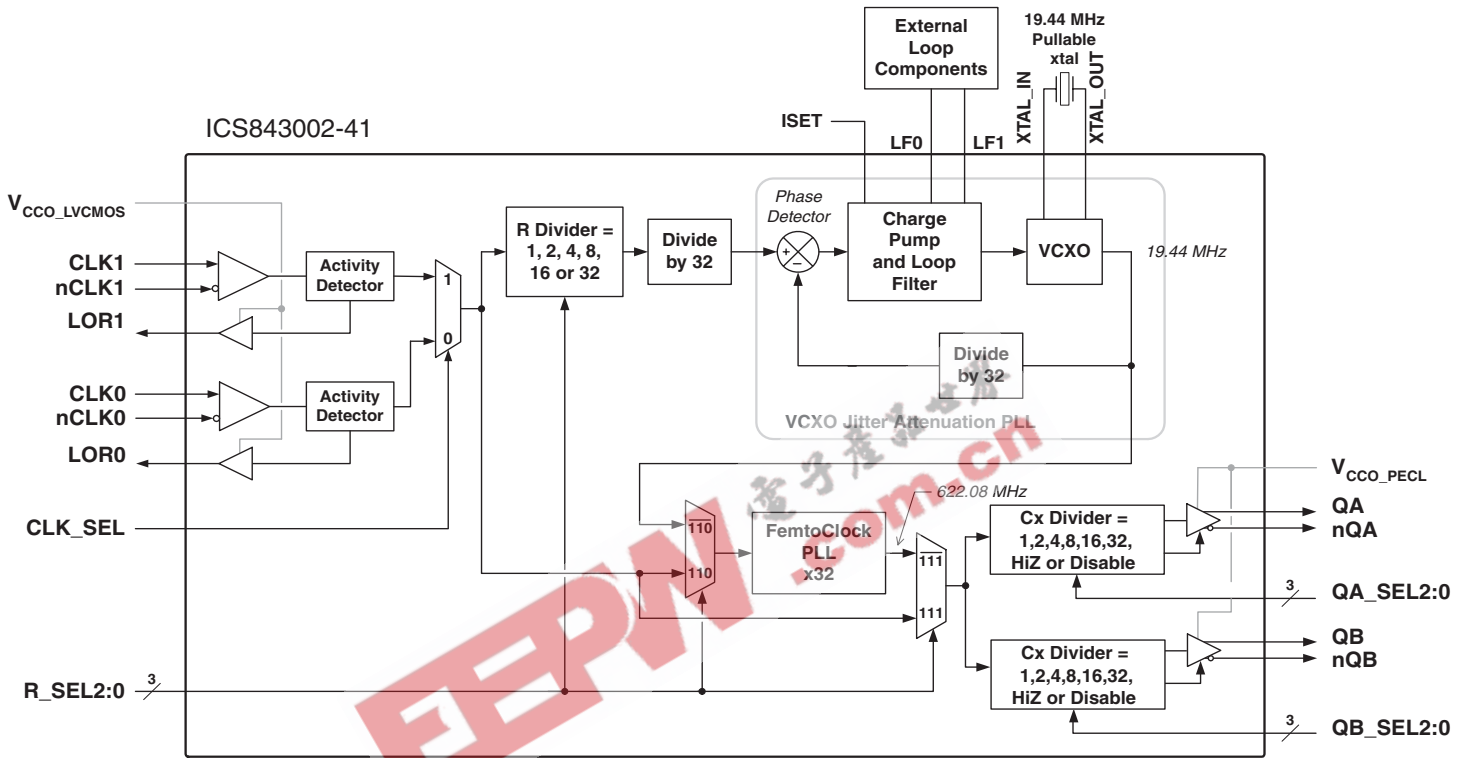 External
Loop
Components
19.44 MHz
Pullable
xtal
XTAL_IN
XTAL_OUT
ICS843002-41
ISET
LF0
LF1
V_CCO_LVCMOS
CLK1
nCLK1
LOR1
Activity
Detector
1
0
CLK0
nCLK0
LOR0
Activity
Detector
CLK_SEL
R Divider =
1, 2, 4, 8,
16 or 32
Divide
by 32
Phase
Detector
+
−
Charge
Pump
and Loop
Filter
VCXO
19.44 MHz
Divide
by 32
VCXO Jitter Attenuation PLL
電子產品世界
EEPW
.com.cn
622.08 MHz
110
110
FemtoClock
PLL
x32
111
111
Cx Divider =
1,2,4,8,16,32,
HiZ or Disable
V_CCO_PECL
QA
nQA
3
QA_SEL2:0
Cx Divider =
1,2,4,8,16,32,
HiZ or Disable
QB
nQB
3
QB_SEL2:0
R_SEL2:0
3